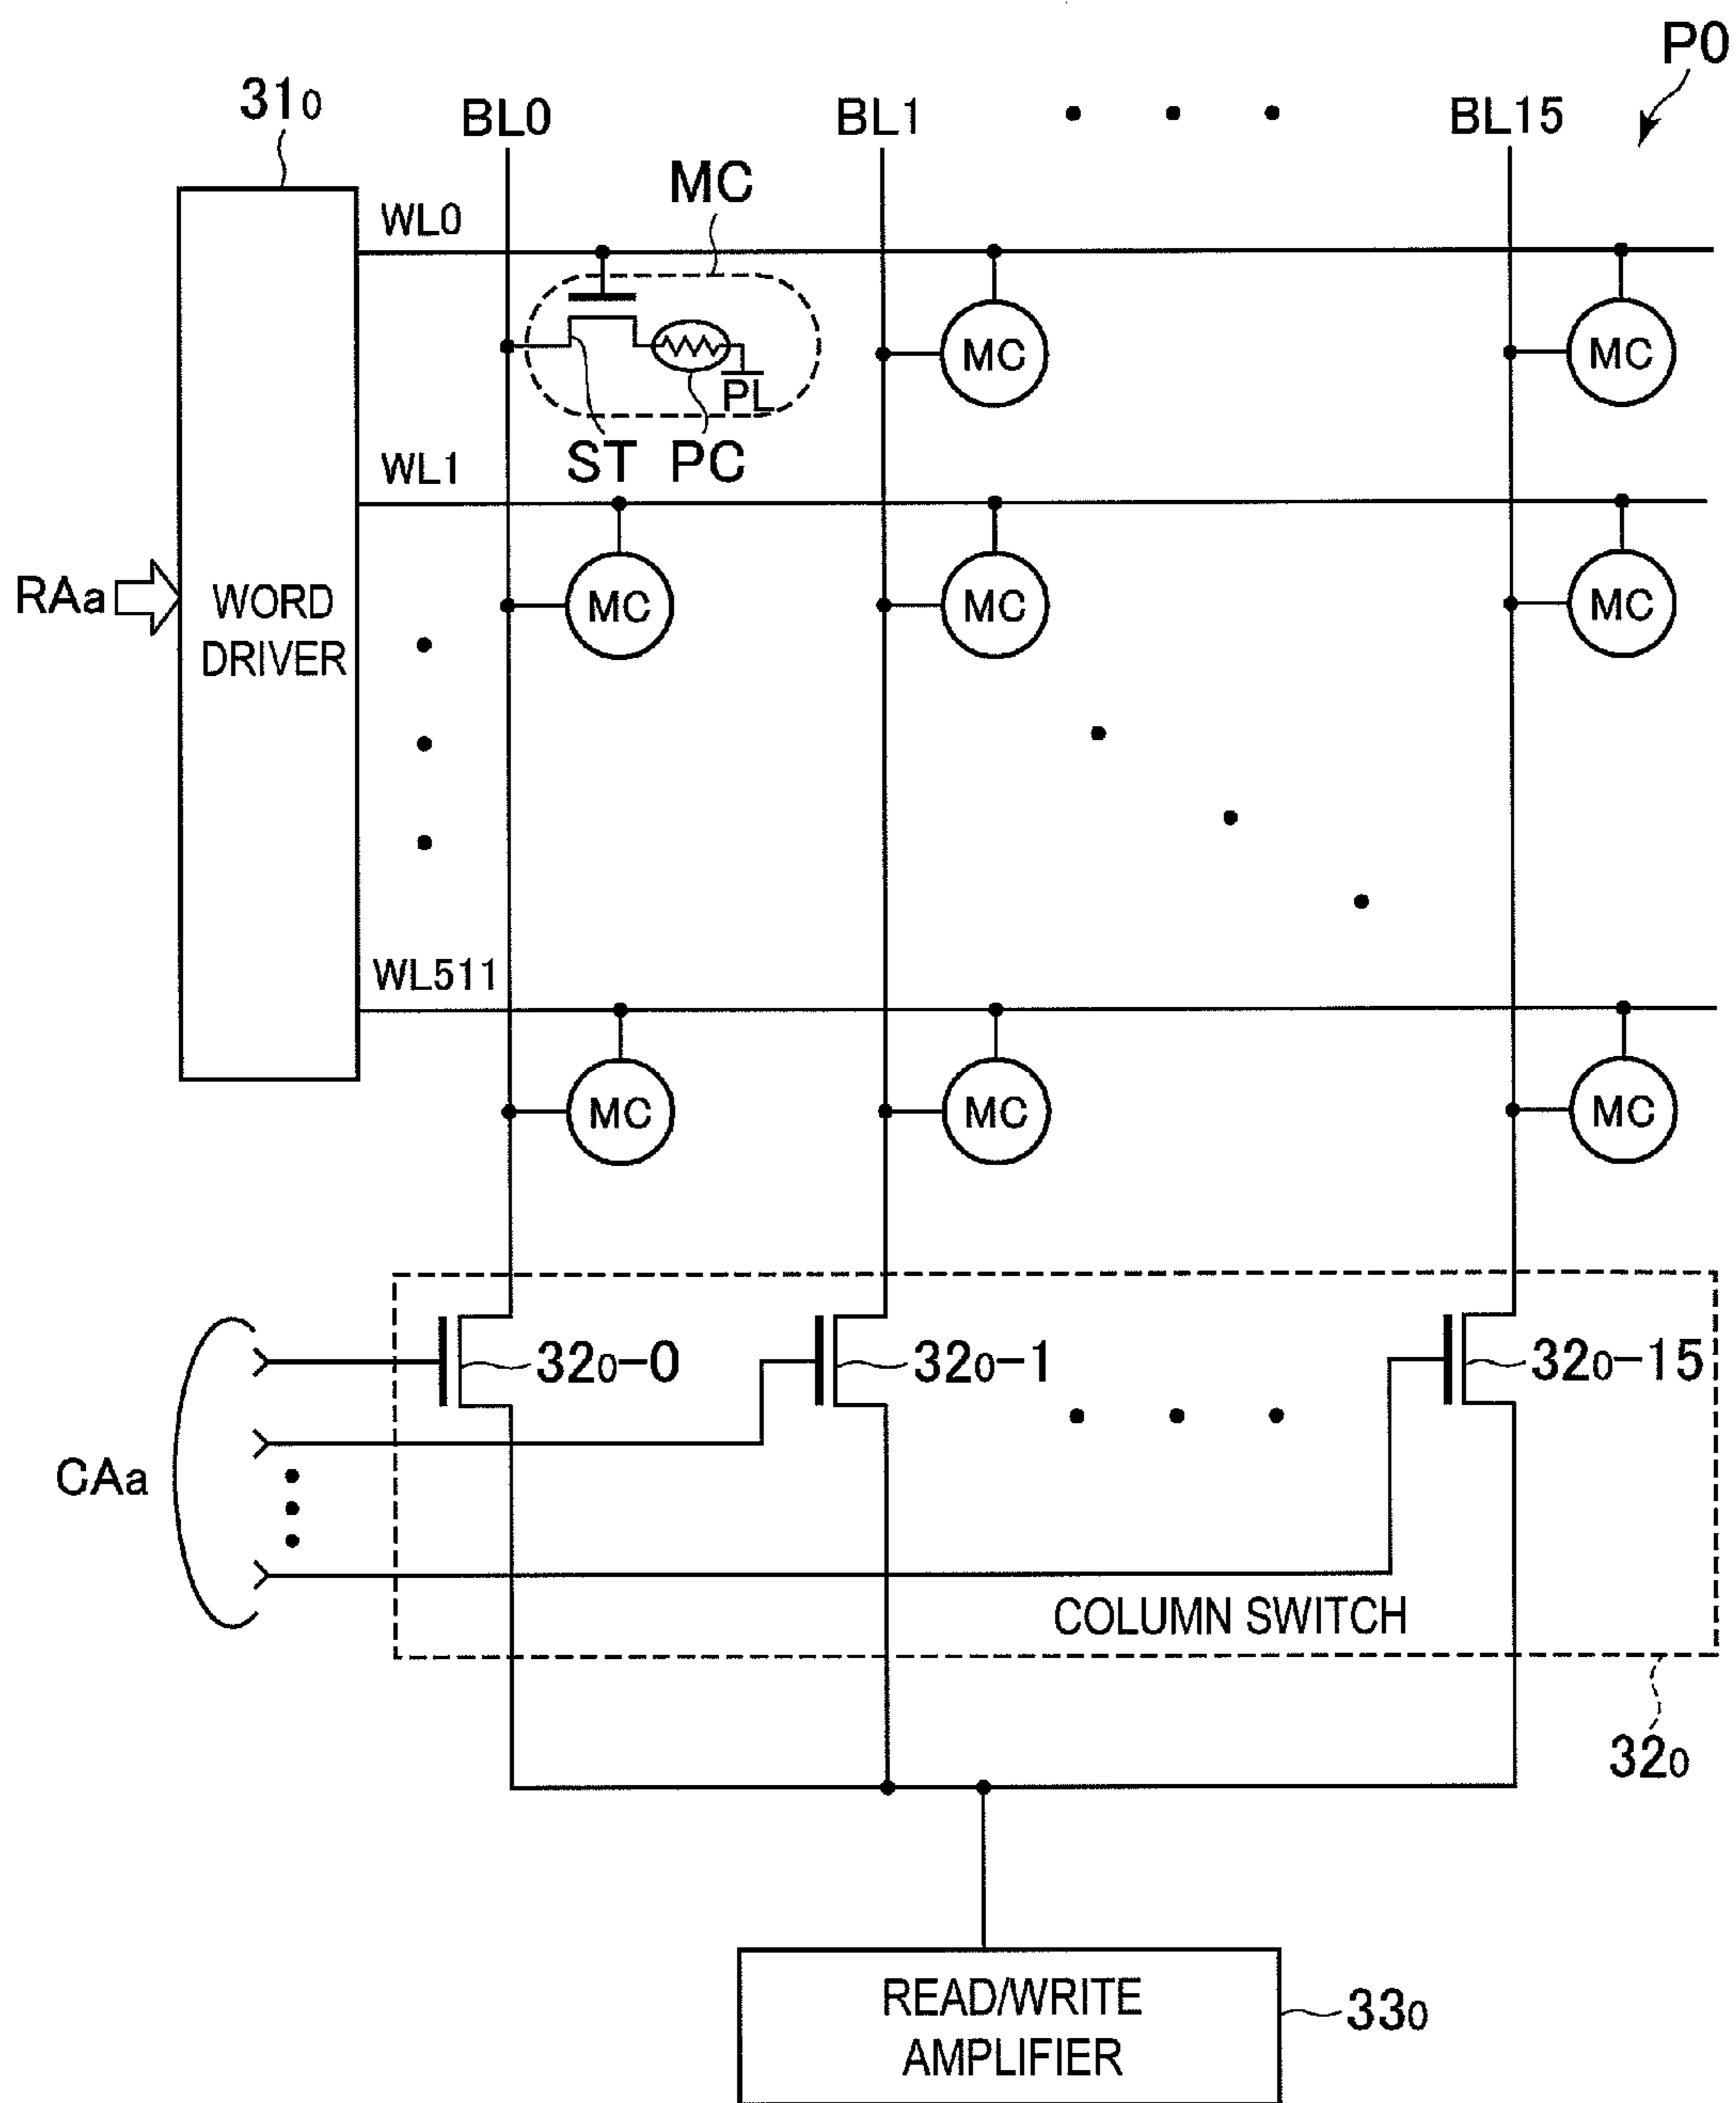 P0
31₀
BL0
BL1
BL15
MC
WL0
MC
MC
PL
ST
PC
WL1
RAa
WORD
DRIVER
MC
MC
MC
WL511
MC
MC
MC
32₀-0
32₀-1
32₀-15
CAa
COLUMN SWITCH
32₀
READ/WRITE
AMPLIFIER
33₀